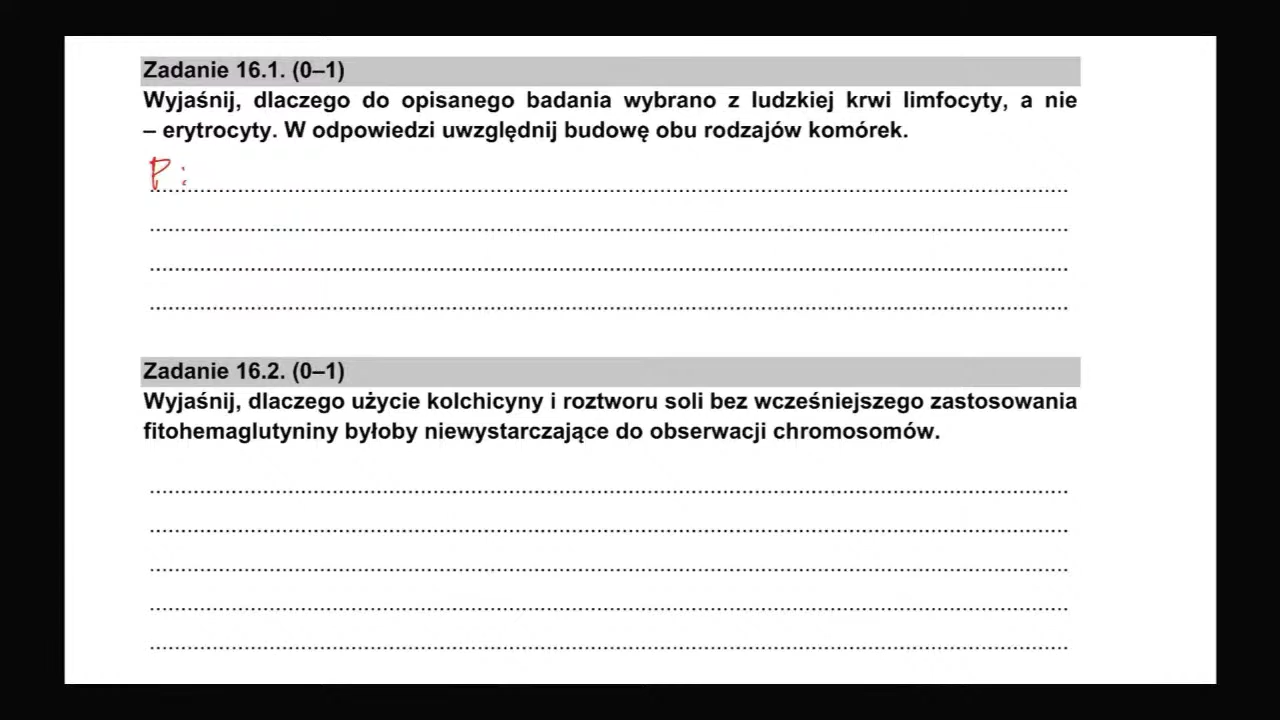 Zadanie 16.1. (0–1)
Wyjaśnij, dlaczego do opisanego badania wybrano z ludzkiej krwi limfocyty, a nie
– erytrocyty. W odpowiedzi uwzględnij budowę obu rodzajów komórek.
P:
Zadanie 16.2. (0–1)
Wyjaśnij, dlaczego użycie kolchicyny i roztworu soli bez wcześniejszego zastosowania
fitohemaglutyniny byłoby niewystarczające do obserwacji chromosomów.